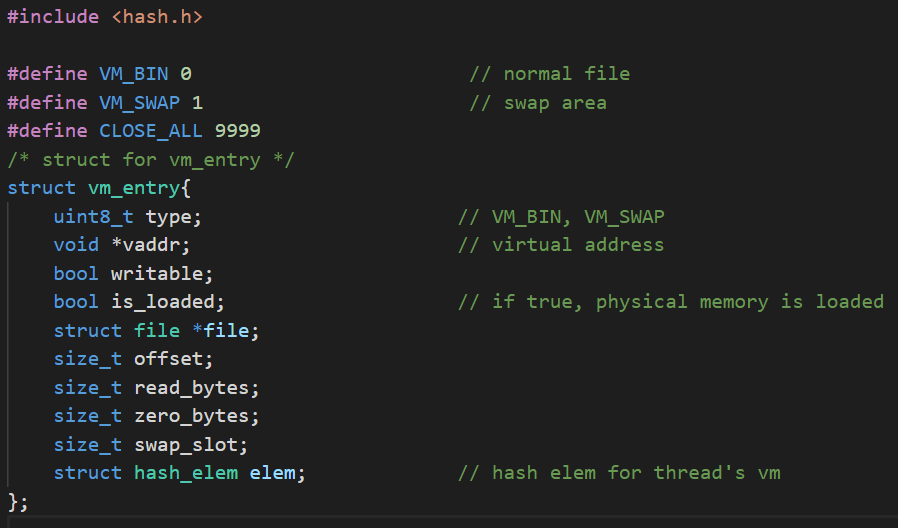 #include <hash.h>
#define VM_BIN 0 // normal file
#define VM_SWAP 1 // swap area
#define CLOSE_ALL 9999
/* struct for vm_entry */
struct vm_entry{
uint8_t type; // VM_BIN, VM_SWAP
void *vaddr; // virtual address
bool writable;
bool is_loaded; // if true, physical memory is loaded
struct file *file;
size_t offset;
size_t read_bytes;
size_t zero_bytes;
size_t swap_slot;
struct hash_elem elem; // hash elem for thread's vm
};